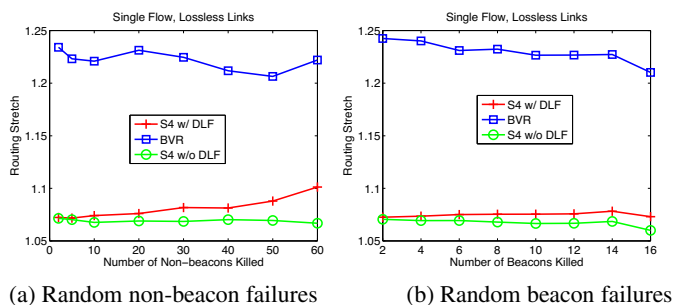 Single Flow, Lossless Links
1.25
1.2
1.15
1.1
1.05
Routing Stretch
S4 w/ DLF
BVR
S4 w/o DLF
0 10 20 30 40 50 60
Number of Non-beacons Killed
(a) Random non-beacon failures
Single Flow, Lossless Links
1.25
1.2
1.15
1.1
1.05
Routing Stretch
S4 w/ DLF
BVR
S4 w/o DLF
2 4 6 8 10 12 14 16
Number of Beacons Killed
(b) Random beacon failures